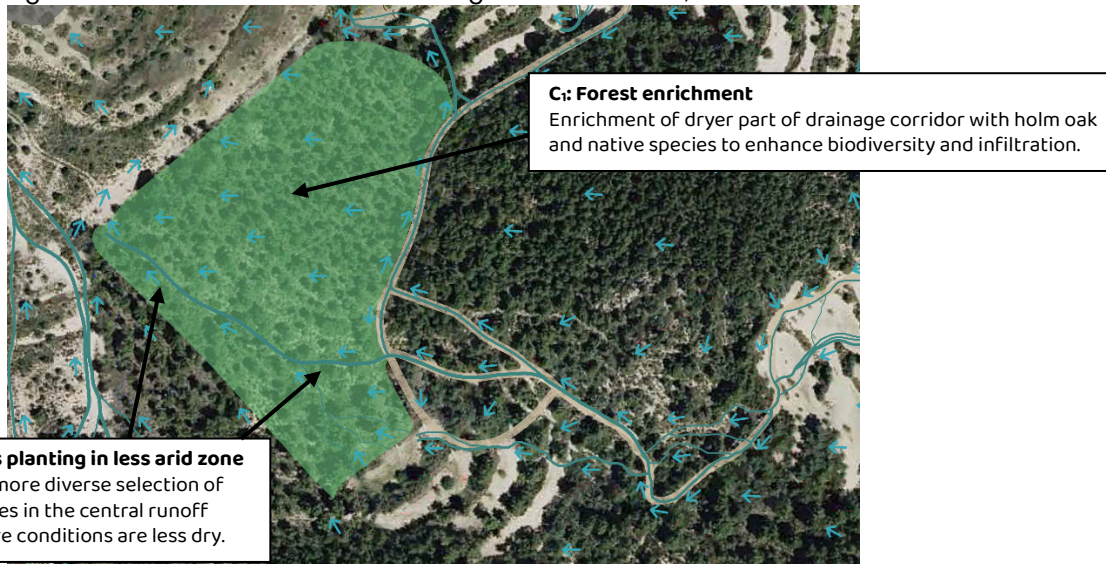 C₁: Forest enrichment
Enrichment of dryer part of drainage corridor with holm oak
and native species to enhance biodiversity and infiltration.
planting in less arid zone
more diverse selection of
in the central runoff
conditions are less dry.